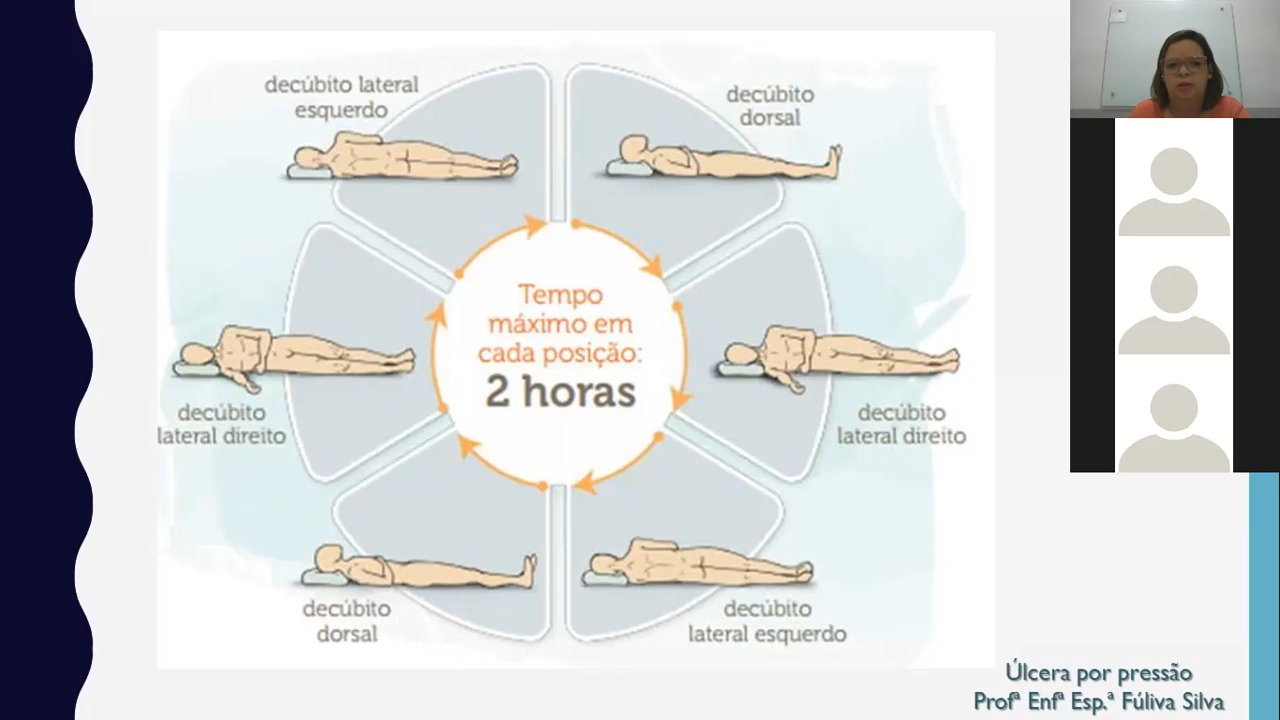 decúbito lateral
esquerdo
decúbito
dorsal
Tempo
máximo em
cada posição:
2 horas
decúbito
lateral direito
decúbito
lateral direito
decúbito
dorsal
decúbito
lateral esquerdo
Úlcera por pressão
Profª Enfª Esp.ª Fúliva Silva